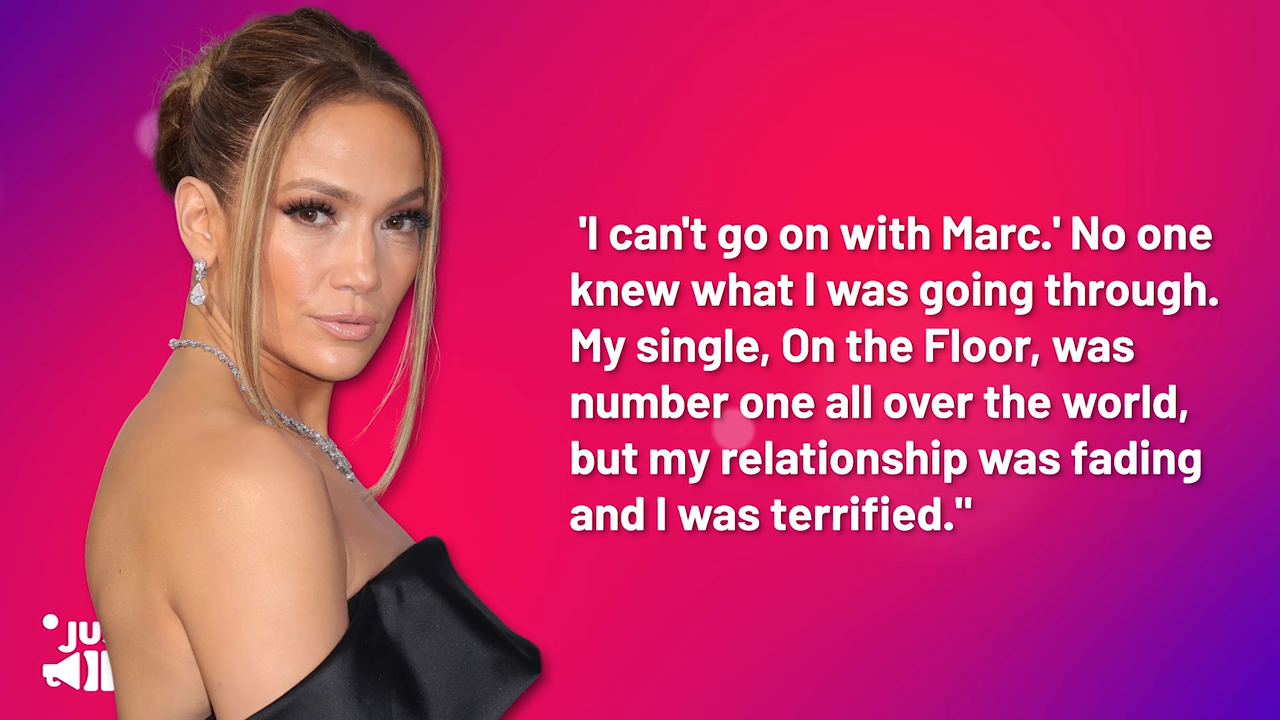 'I can't go on with Marc.' No one
knew what I was going through.
My single, On the Floor, was
number one all over the world,
but my relationship was fading
and I was terrified."